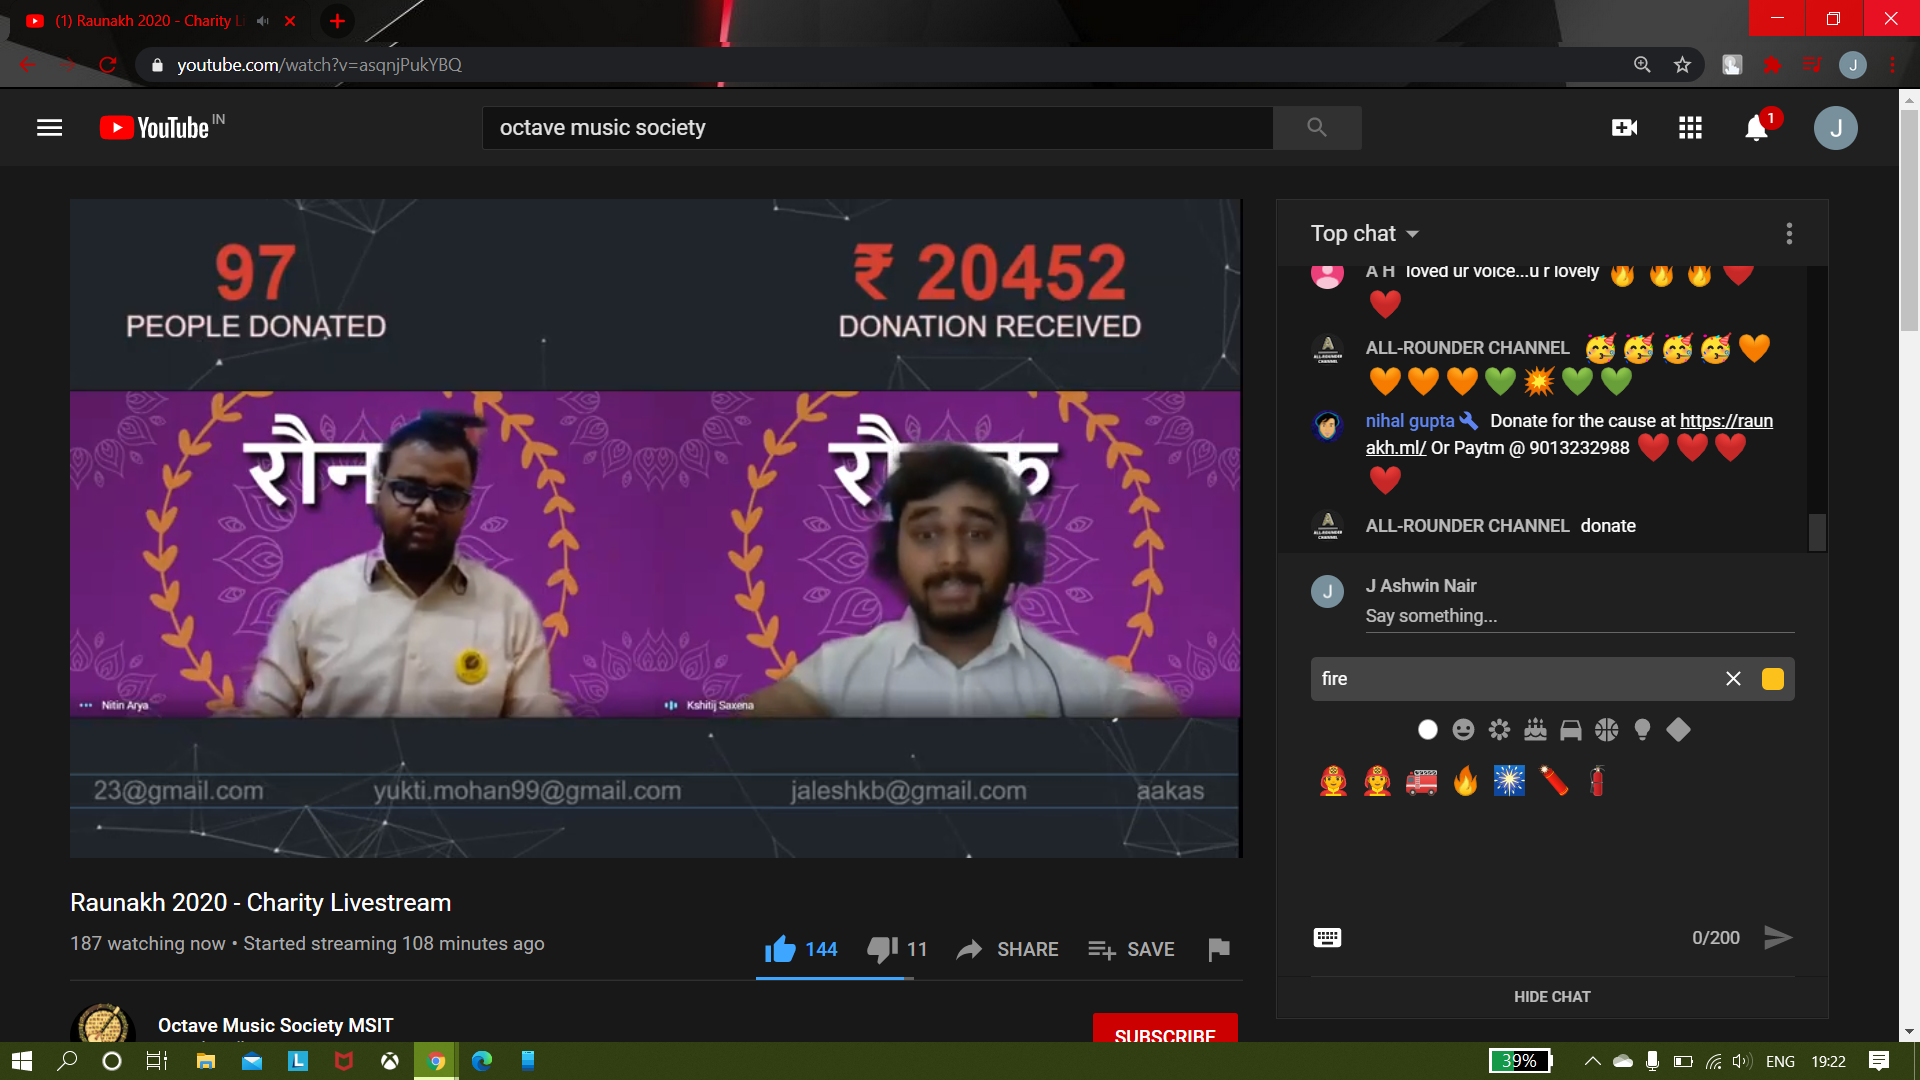 (1) Raunakh 2020 - Charity Li
youtube.com/watch?v=asqnjPukYBQ
J
YouTube IN
octave music society
1
J
97
PEOPLE DONATED
₹ 20452
DONATION RECEIVED
रौन
रौ
क
Nitin Arya
Kshitij Saxena
23@gmail.com yukti.mohan99@gmail.com jaleshkb@gmail.com aakas
Raunakh 2020 - Charity Livestream
187 watching now • Started streaming 108 minutes ago
144 11 SHARE SAVE
Octave Music Society MSIT
SUBSCRIBE
Top chat
A H loved ur voice...u r lovely 🔥 🔥 🔥 ❤️
❤️
ALL-ROUNDER CHANNEL 🥳 🥳 🥳 🥳 🧡
🧡 🧡 🧡 💚 💥 💚 💚
nihal gupta Donate for the cause at https://raun
akh.ml/ Or Paytm @ 9013232988 ❤️ ❤️ ❤️
❤️
ALL-ROUNDER CHANNEL donate
J
J Ashwin Nair
Say something...
fire
0/200
HIDE CHAT
39%
ENG 19:22